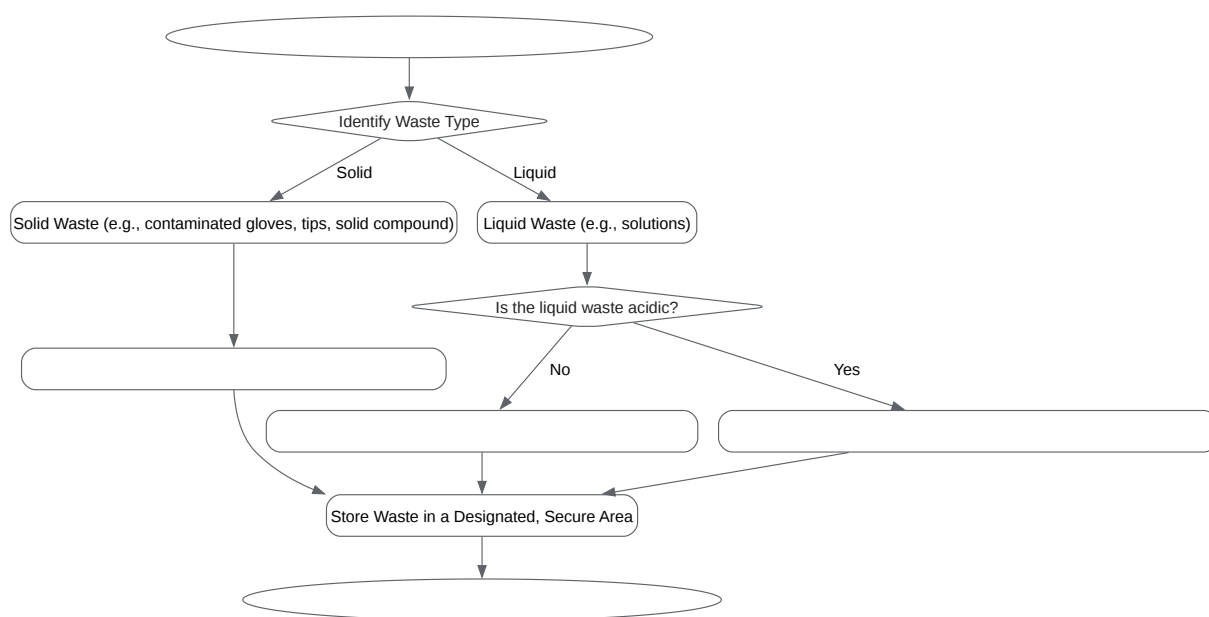 Identify Waste Type
Solid
Liquid
Solid Waste (e.g., contaminated gloves, tips, solid compound)
Liquid Waste (e.g., solutions)
Is the liquid waste acidic?
No
Yes
Store Waste in a Designated, Secure Area